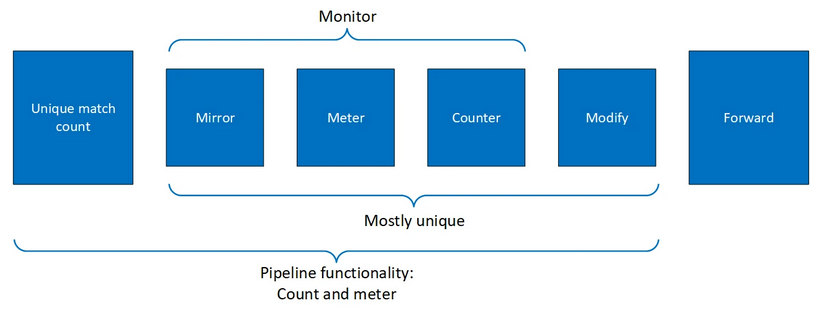 Monitor
Unique match
count
Mirror
Meter
Counter
Modify
Forward
Mostly unique
Pipeline functionality:
Count and meter